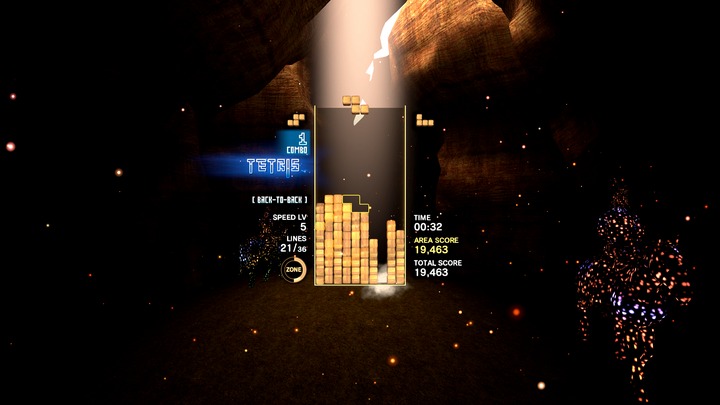 1
COMBO
TETRIS
[ BACK-TO-BACK ]
SPEED LV
5
LINES
21/36
ZONE
TIME
00:32
AREA SCORE
19,463
TOTAL SCORE
19,463